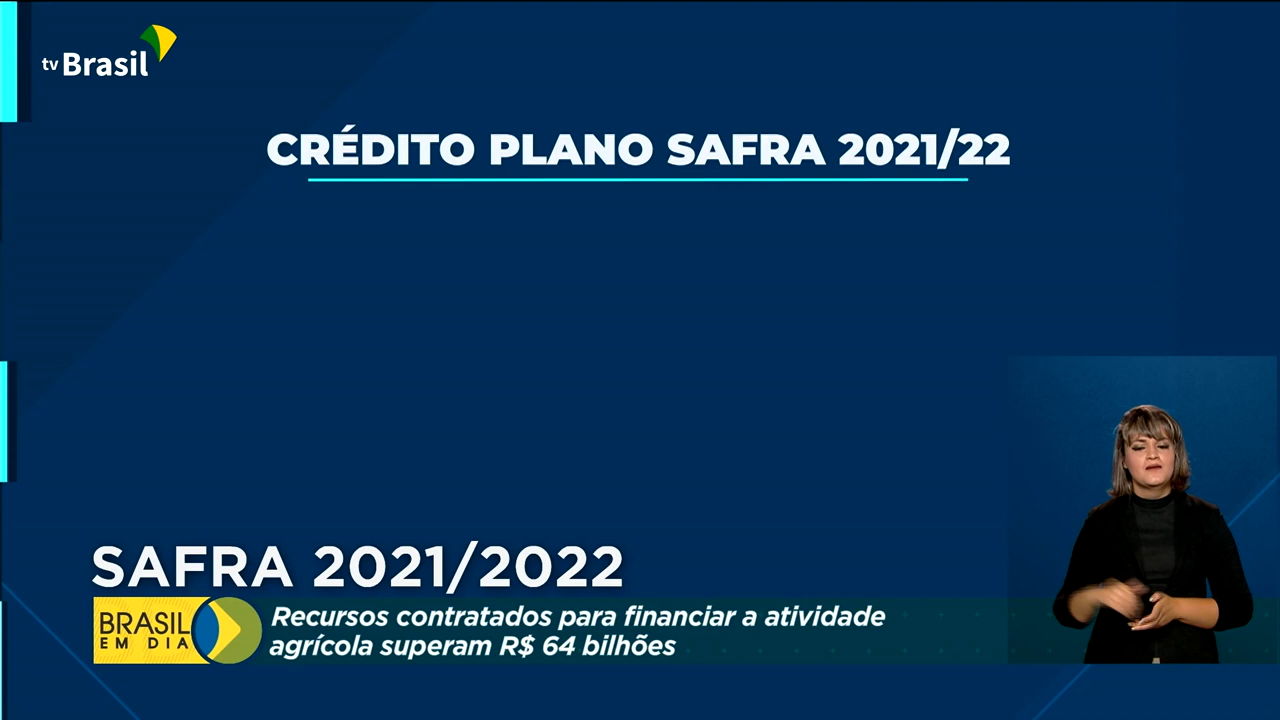 tv Brasil
CRÉDITO PLANO SAFRA 2021/22
SAFRA 2021/2022
BRASIL
EM DIA
Recursos contratados para financiar a atividade
agrícola superam R$ 64 bilhões